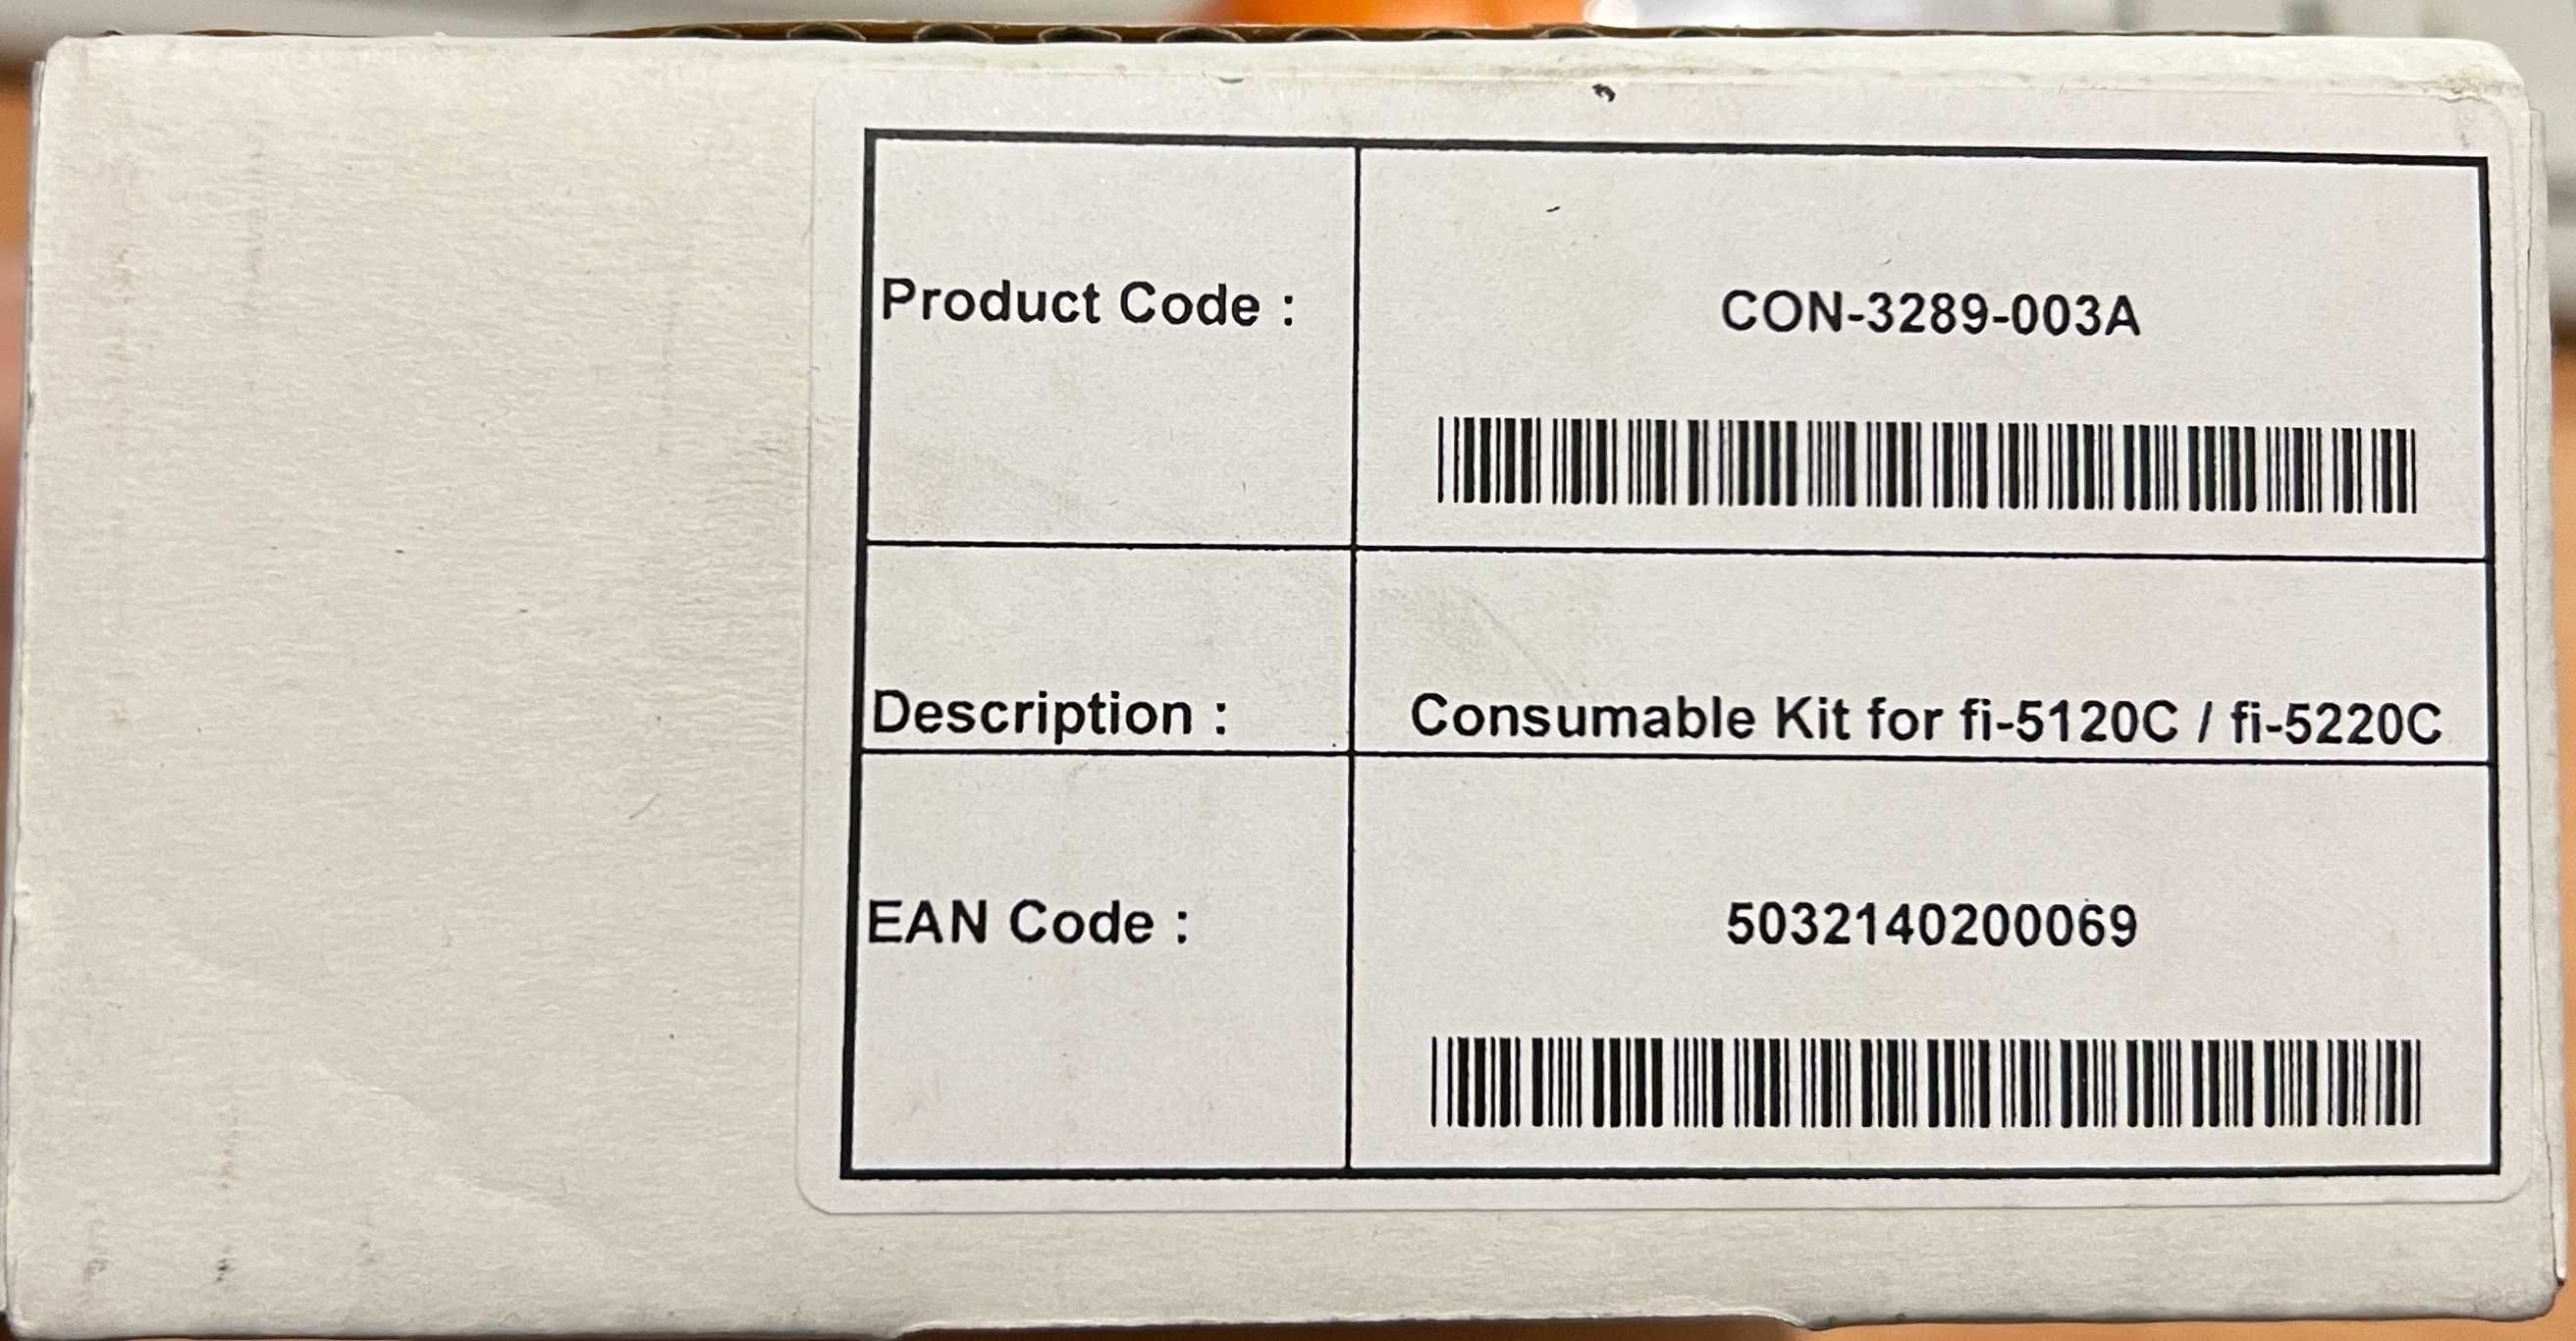 Product Code : CON-3289-003A
Description : Consumable Kit for fi-5120C / fi-5220C
EAN Code : 5032140200069